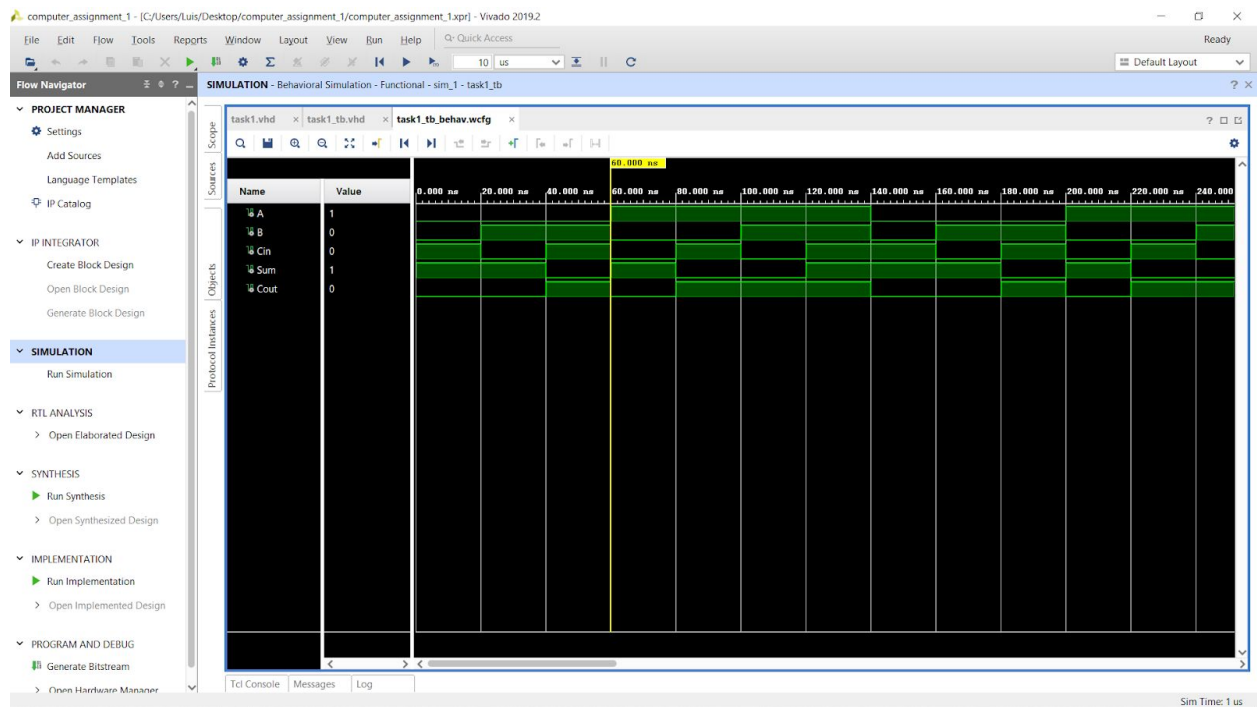 computer_assignment_1 - [C:/Users/Luis/Desktop/computer_assignment_1/computer_assignment_1.xpr] - Vivado 2019.2
File Edit Flow Tools Reports Window Layout View Run Help Quick Access
Ready
10 us
Default Layout
Flow Navigator
SIMULATION - Behavioral Simulation - Functional - sim_1 - task1_tb
PROJECT MANAGER
Settings
Add Sources
Language Templates
IP Catalog
IP INTEGRATOR
Create Block Design
Open Block Design
Generate Block Design
SIMULATION
Run Simulation
RTL ANALYSIS
Open Elaborated Design
SYNTHESIS
Run Synthesis
Open Synthesized Design
IMPLEMENTATION
Run Implementation
Open Implemented Design
PROGRAM AND DEBUG
Generate Bitstream
Open Hardware Manager
Scope
Sources
Objects
Protocol Instances
task1.vhd task1_tb.vhd task1_tb_behav.wcfg
60.000 ns
Name Value 0.000 ns 20.000 ns 40.000 ns 60.000 ns 80.000 ns 100.000 ns 120.000 ns 140.000 ns 160.000 ns 180.000 ns 200.000 ns 220.000 ns 240.000
A 1
B 0
Cin 0
Sum 1
Cout 0
Tcl Console Messages Log
Sim Time: 1 us